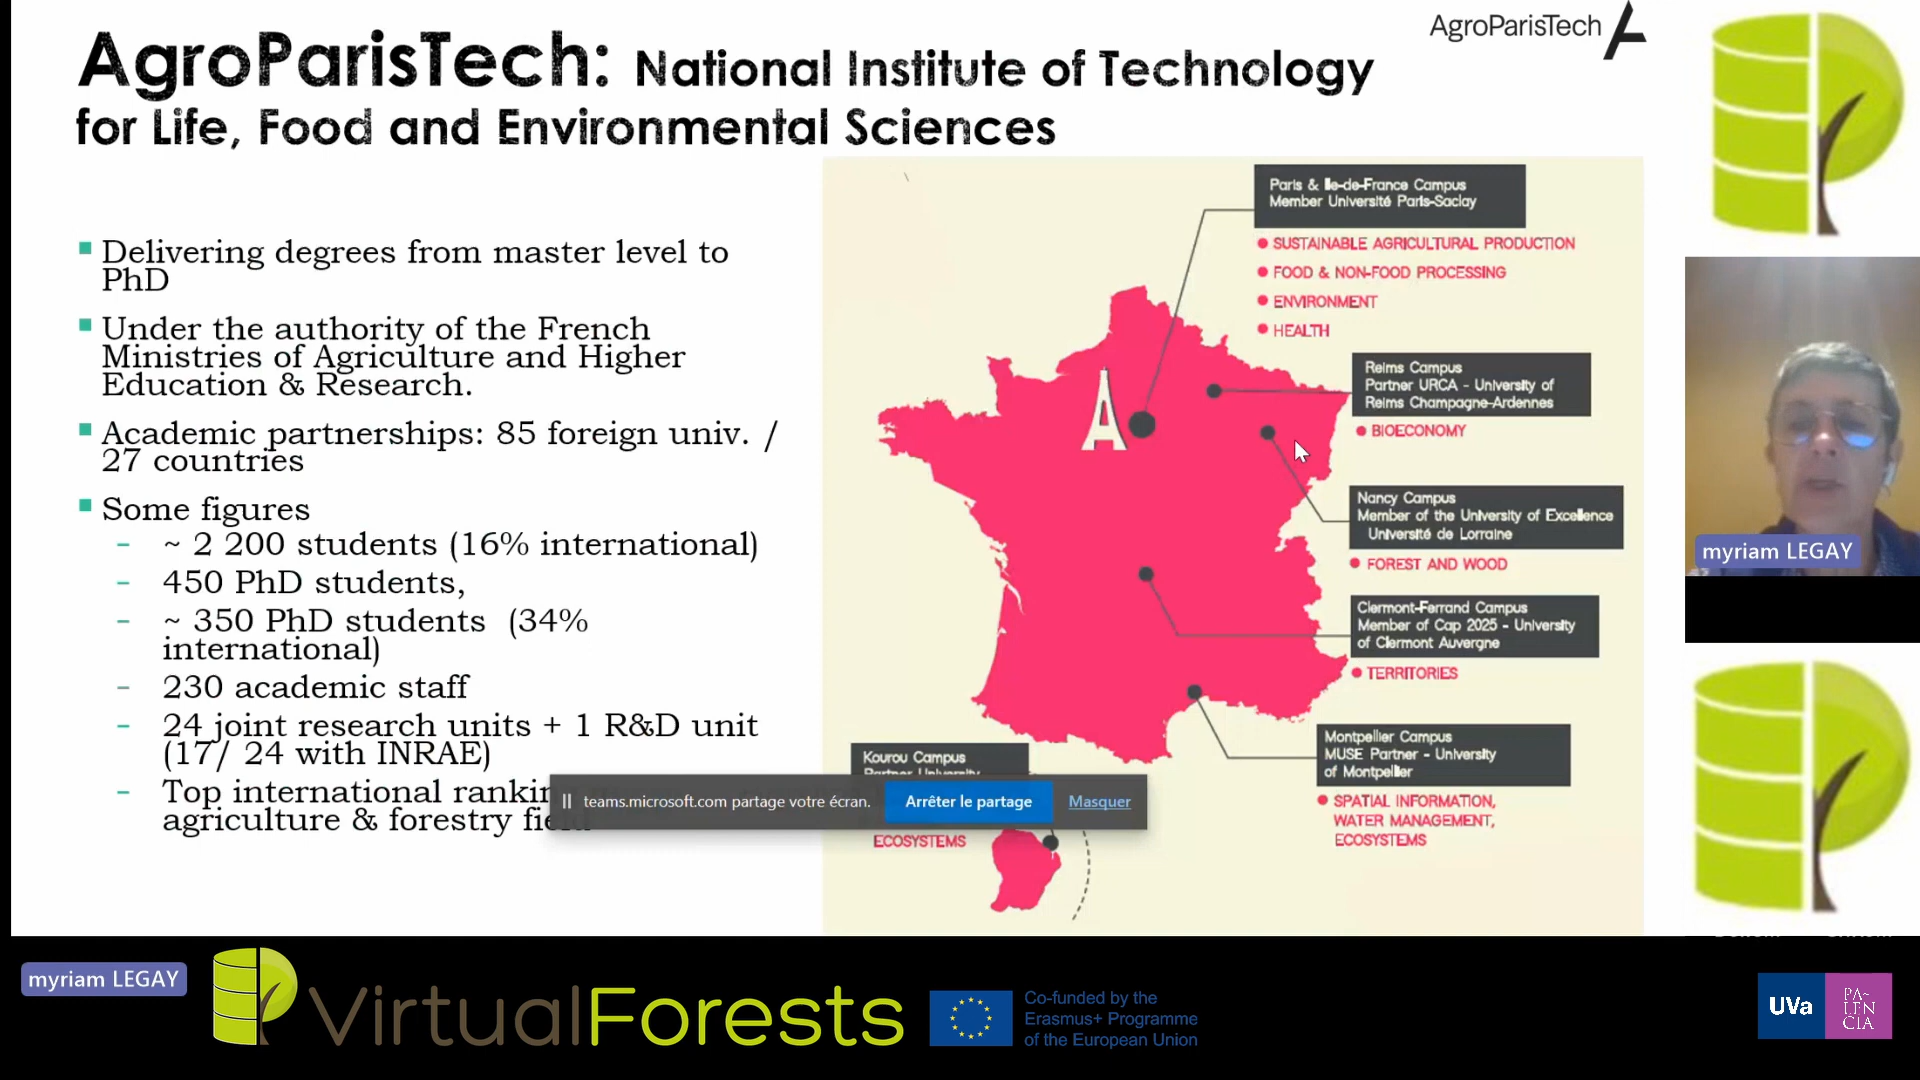 AgroParisTech: National Institute of Technology
for Life, Food and Environmental Sciences
AgroParisTech
Delivering degrees from master level to
PhD
Under the authority of the French
Ministries of Agriculture and Higher
Education & Research.
Academic partnerships: 85 foreign univ. /
27 countries
Some figures
- ~ 2 200 students (16% international)
- 450 PhD students,
- ~ 350 PhD students (34%
international)
- 230 academic staff
- 24 joint research units + 1 R&D unit
(17/ 24 with INRAE)
- Top international
agriculture & forestry
Paris & Ile-de-France Campus
Member Université Paris-Saclay
SUSTAINABLE AGRICULTURAL PRODUCTION
FOOD & NON-FOOD PROCESSING
ENVIRONMENT
HEALTH
Reims Campus
Partner URCA - University of
Reims Champagne-Ardennes
BIOECONOMY
Nancy Campus
Member of the University of Excellence
Université de Lorraine
FOREST AND WOOD
Clermont-Ferrand Campus
Member of Cap 2025 - University
of Clermont Auvergne
TERRITORIES
Montpellier Campus
MUSE Partner - University
of Montpellier
SPATIAL INFORMATION,
WATER MANAGEMENT,
ECOSYSTEMS
Kourou Campus
Partner University
ECOSYSTEMS
teams.microsoft.com partage votre écran.
Arrêter le partage
Masquer
myriam LEGAY
myriam LEGAY
VirtualForests
Co-funded by the
Erasmus+ Programme
of the European Union
UVa
PA~
LEN
CIA